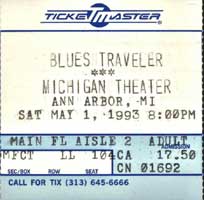 TICKETMASTER
BLUES TRAVELER
***
MICHIGAN THEATER
ANN ARBOR, MI
SAT MAY 1, 1993 8:00PM
MAIN FL AISLE 2 ADULT
ADMISSION
MFCT LL 104 CA 17.50
SEC/BOX ROW SEAT CN 01692
CALL FOR TIX (313) 645-6666